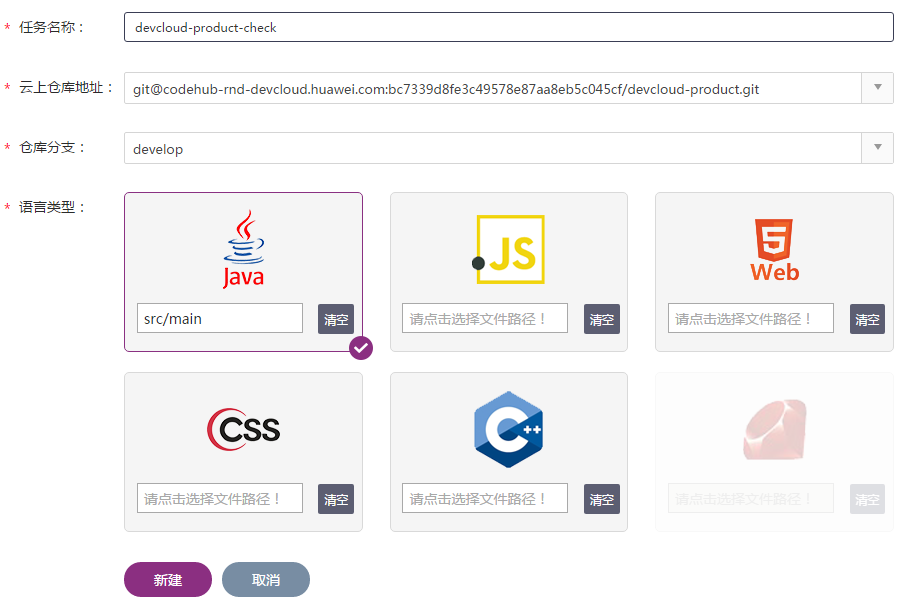 * 任务名称：
devcloud-product-check
* 云上仓库地址：
git@codehub-rnd-devcloud.huawei.com:bc7339d8fe3c49578e87aa8eb5c045cf/devcloud-product.git
* 仓库分支：
develop
* 语言类型：
Java
JS
5
Web
src/main 清空
请点击选择文件路径！ 清空
请点击选择文件路径！ 清空
CSS
C++
请点击选择文件路径！ 清空
请点击选择文件路径！ 清空
请点击选择文件路径！ 清空
新建 取消